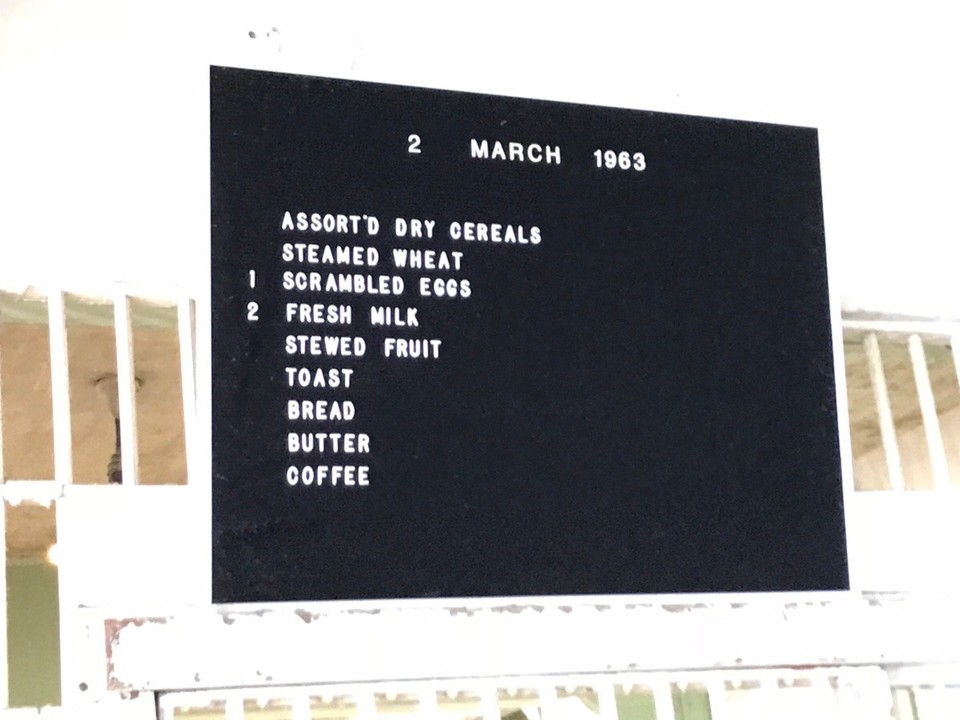 2 MARCH 1963
ASSORT'D DRY CEREALS
STEAMED WHEAT
1 SCRAMBLED EGGS
2 FRESH MILK
STEWED FRUIT
TOAST
BREAD
BUTTER
COFFEE